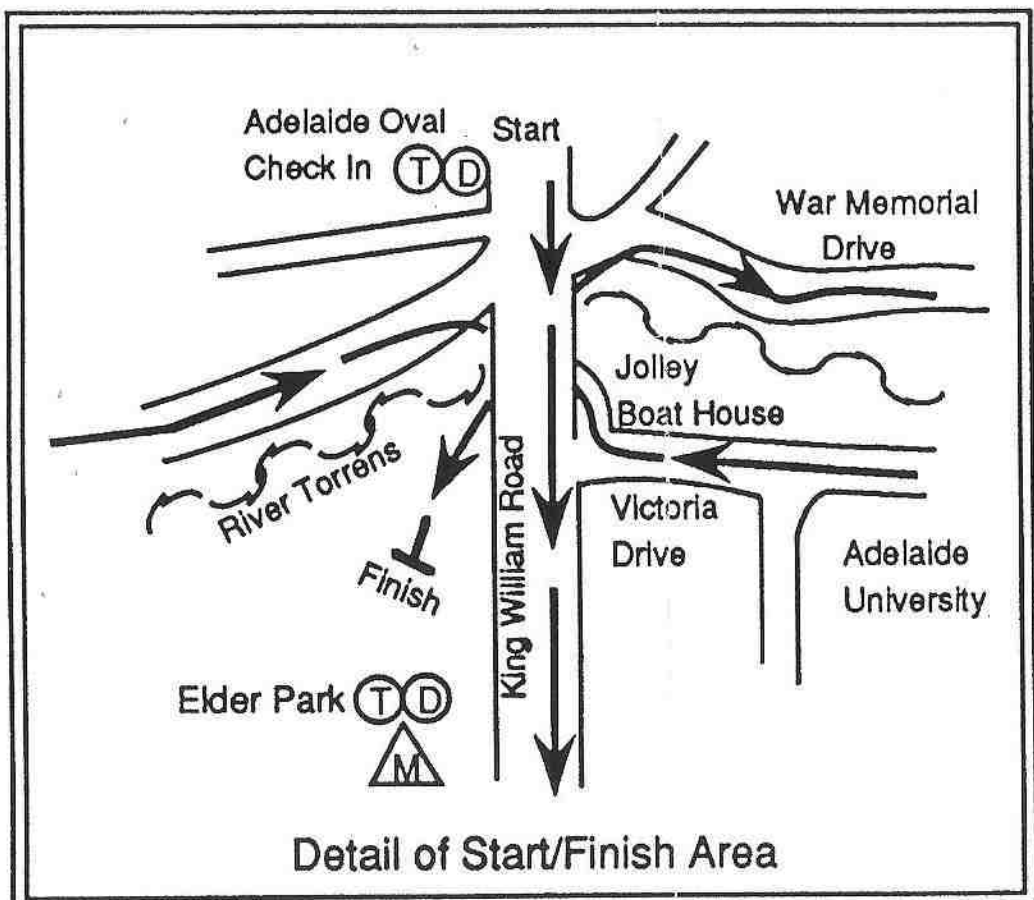 Adelaide Oval
Check In T D
Start
War Memorial
Drive
Jolley
Boat House
River Torrens
King William Road
Victoria
Drive
Finish
Adelaide
University
Elder Park T D
M
Detail of Start/Finish Area